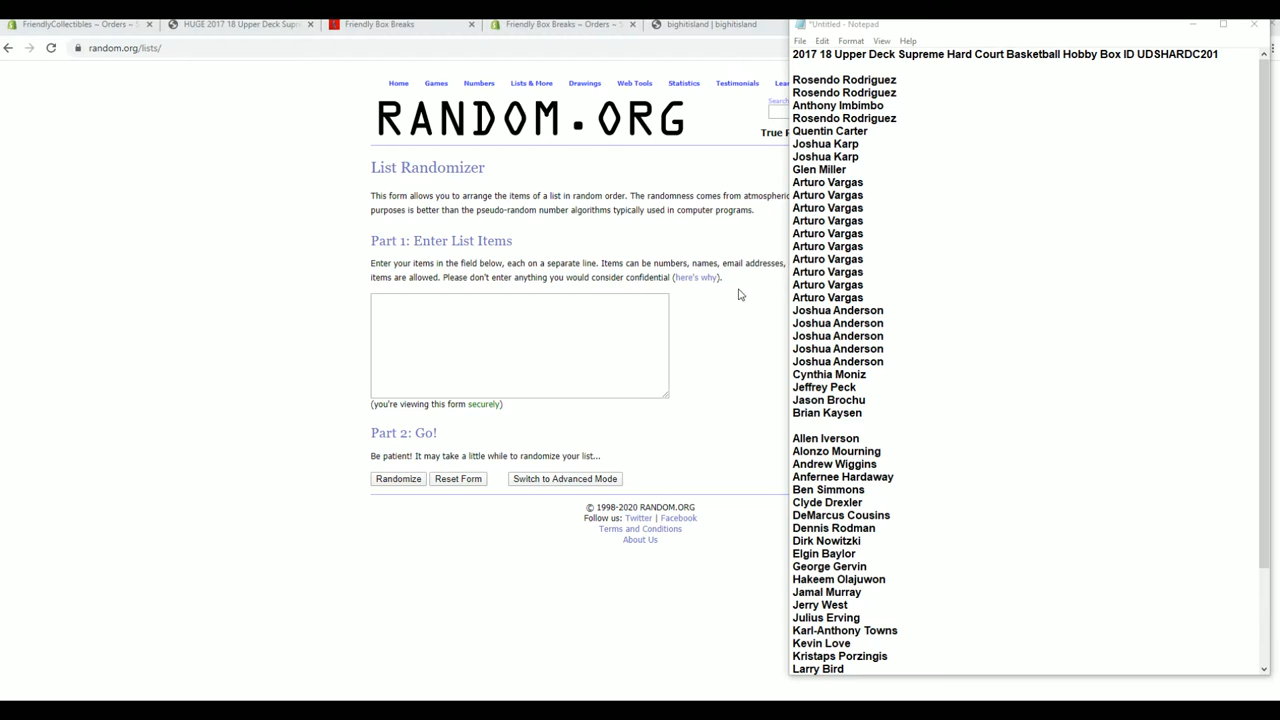 FriendlyCollectibles – Orders – S
HUGE 2017 18 Upper Deck Supr
Friendly Box Breaks
Friendly Box Breaks – Orders – S
bighitisland | bighitisland
random.org/lists/
Home
Games
Numbers
Lists & More
Drawings
Web Tools
Statistics
Testimonials
Lea
Search
RANDOM.ORG
True R
List Randomizer
This form allows you to arrange the items of a list in random order. The randomness comes from atmospheric
purposes is better than the pseudo-random number algorithms typically used in computer programs.
Part 1: Enter List Items
Enter your items in the field below, each on a separate line. Items can be numbers, names, email addresses,
items are allowed. Please don't enter anything you would consider confidential (here's why).
(you're viewing this form securely)
Part 2: Go!
Be patient! It may take a little while to randomize your list...
Randomize
Reset Form
Switch to Advanced Mode
© 1998-2020 RANDOM.ORG
Follow us: Twitter | Facebook
Terms and Conditions
About Us
*Untitled - Notepad
File Edit Format View Help
2017 18 Upper Deck Supreme Hard Court Basketball Hobby Box ID UDSHARDC201
Rosendo Rodriguez
Rosendo Rodriguez
Anthony Imbimbo
Rosendo Rodriguez
Quentin Carter
Joshua Karp
Joshua Karp
Glen Miller
Arturo Vargas
Arturo Vargas
Arturo Vargas
Arturo Vargas
Arturo Vargas
Arturo Vargas
Arturo Vargas
Arturo Vargas
Arturo Vargas
Arturo Vargas
Joshua Anderson
Joshua Anderson
Joshua Anderson
Joshua Anderson
Joshua Anderson
Cynthia Moniz
Jeffrey Peck
Jason Brochu
Brian Kaysen
Allen Iverson
Alonzo Mourning
Andrew Wiggins
Anfernee Hardaway
Ben Simmons
Clyde Drexler
DeMarcus Cousins
Dennis Rodman
Dirk Nowitzki
Elgin Baylor
George Gervin
Hakeem Olajuwon
Jamal Murray
Jerry West
Julius Erving
Karl-Anthony Towns
Kevin Love
Kristaps Porzingis
Larry Bird